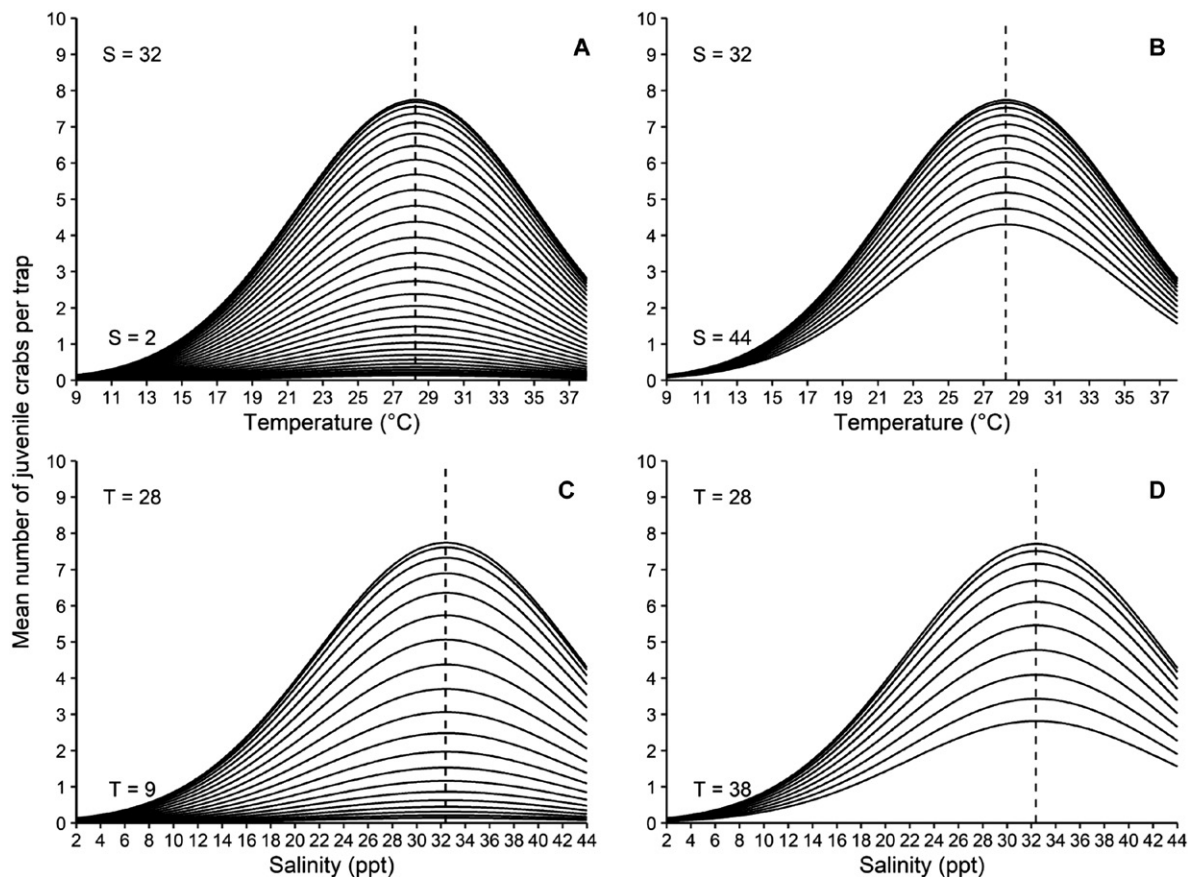 Mean number of juvenile crabs per trap
10
9
8
7
6
5
4
3
2
1
0
S = 32
A
S = 2
9 11 13 15 17 19 21 23 25 27 29 31 33 35 37
Temperature (°C)
10
9
8
7
6
5
4
3
2
1
0
S = 32
B
S = 44
9 11 13 15 17 19 21 23 25 27 29 31 33 35 37
Temperature (°C)
10
9
8
7
6
5
4
3
2
1
0
T = 28
C
T = 9
2 4 6 8 10 12 14 16 18 20 22 24 26 28 30 32 34 36 38 40 42 44
Salinity (ppt)
10
9
8
7
6
5
4
3
2
1
0
T = 28
D
T = 38
2 4 6 8 10 12 14 16 18 20 22 24 26 28 30 32 34 36 38 40 42 44
Salinity (ppt)